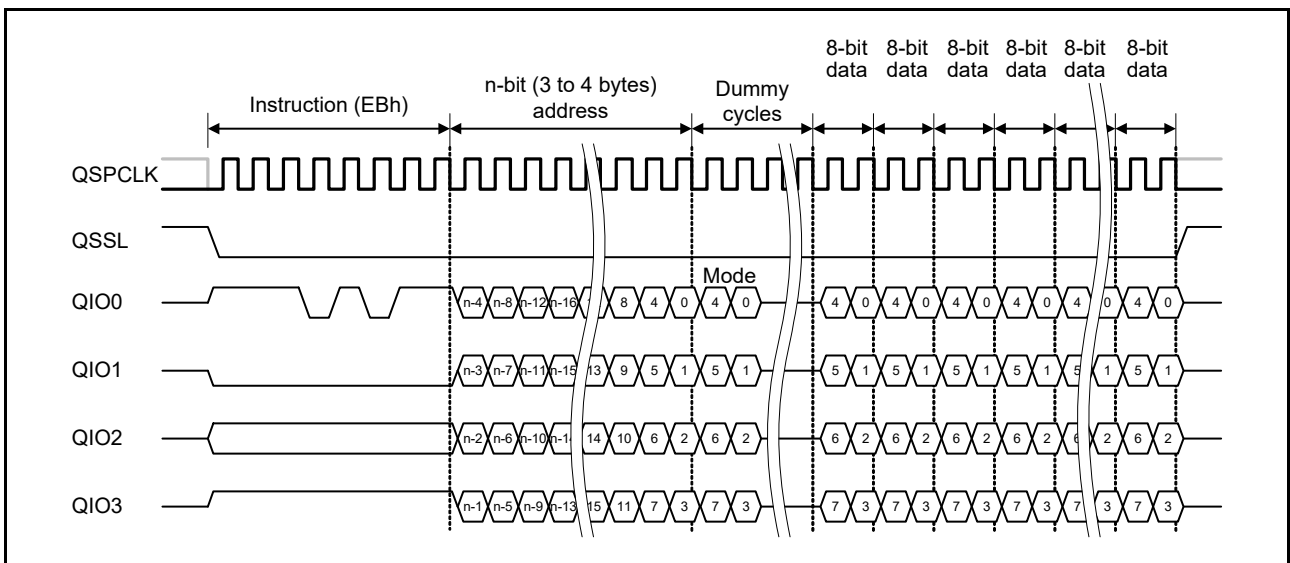 8-bit 8-bit 8-bit 8-bit 8-bit 8-bit
data data data data data data
n-bit (3 to 4 bytes)
address
Dummy
cycles
Instruction (EBh)
QSPCLK
QSSL
Mode
QIO0 n-4 n-8 n-12 n-16 8 4 0 4 0 4 0 4 0 4 0 4 0 4 0 4 0
QIO1 n-3 n-7 n-11 n-15 13 9 5 1 5 1 5 1 5 1 5 1 5 1 5 1 5 1
QIO2 n-2 n-6 n-10 14 10 6 2 6 2 6 2 6 2 6 2 6 2 6 2 6 2
QIO3 n-1 n-5 n-9 n-13 15 11 7 3 7 3 7 3 7 3 7 3 7 3 7 3 7 3